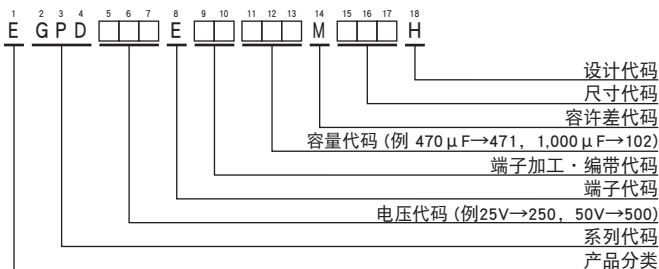 1 2 3 4 5 6 7 8 9 10 11 12 13 14 15 16 17 18
E G P D □□□ E □□ □□□ M □□□ H
设计代码
尺寸代码
容许差代码
容量代码 (例 470μF→471, 1,000μF→102)
端子加工・编带代码
端子代码
电压代码 (例25V→250, 50V→500)
系列代码
产品分类